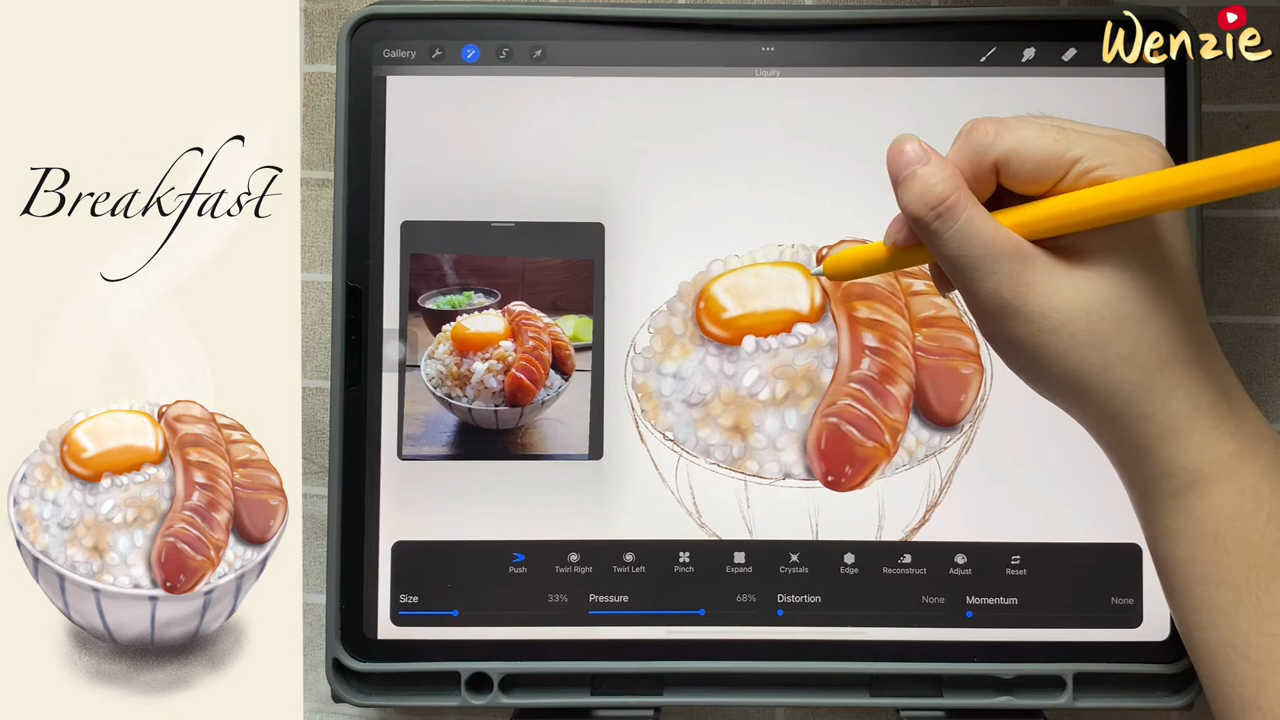 Wenzie
Breakfast
Gallery
Liquify
Push
Twirl Right
Twirl Left
Pinch
Expand
Crystals
Edge
Reconstruct
Adjust
Reset
Size 33%
Pressure 68%
Distortion None
Momentum None